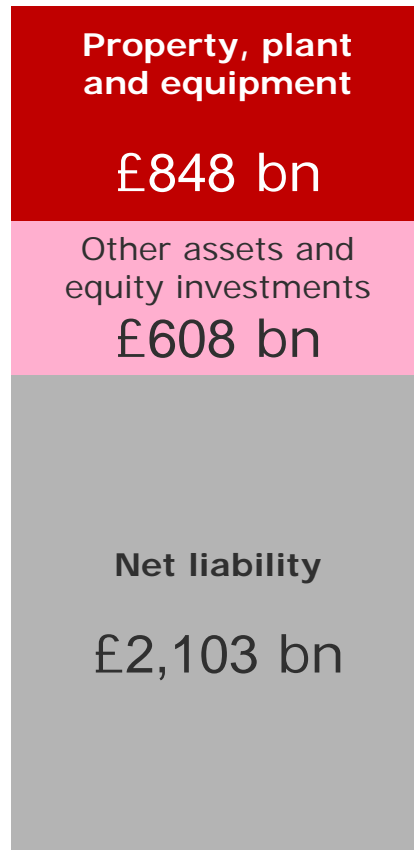 Property, plant
and equipment
£848 bn
Other assets and
equity investments
£608 bn
Net liability
£2,103 bn